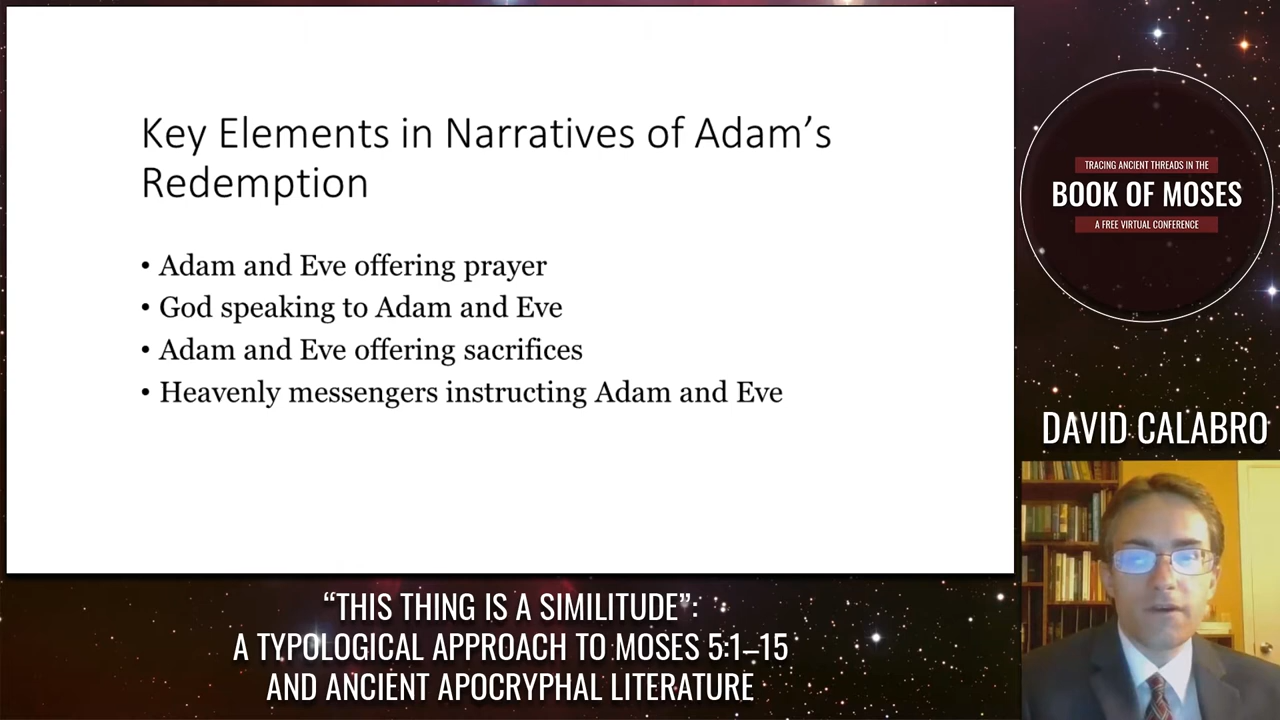 Key Elements in Narratives of Adam’s
Redemption
• Adam and Eve offering prayer
• God speaking to Adam and Eve
• Adam and Eve offering sacrifices
• Heavenly messengers instructing Adam and Eve
TRACING ANCIENT THREADS IN THE
BOOK OF MOSES
A FREE VIRTUAL CONFERENCE
DAVID CALABRO
“THIS THING IS A SIMILITUDE”:
A TYPOLOGICAL APPROACH TO MOSES 5:1–15
AND ANCIENT APOCRYPHAL LITERATURE